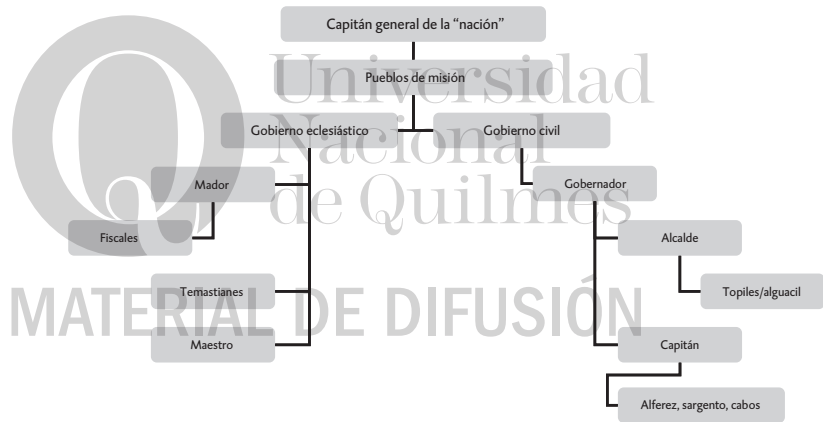 Capitán general de la “nación”
Pueblos de misión
Gobierno eclesiástico
Gobierno civil
Mador
Gobernador
Fiscales
Alcalde
Temastianes
Topiles/alguacil
Maestro
Capitán
Alferez, sargento, cabos
Universidad
Nacional
de Quilmes
MATERIAL DE DIFUSIÓN